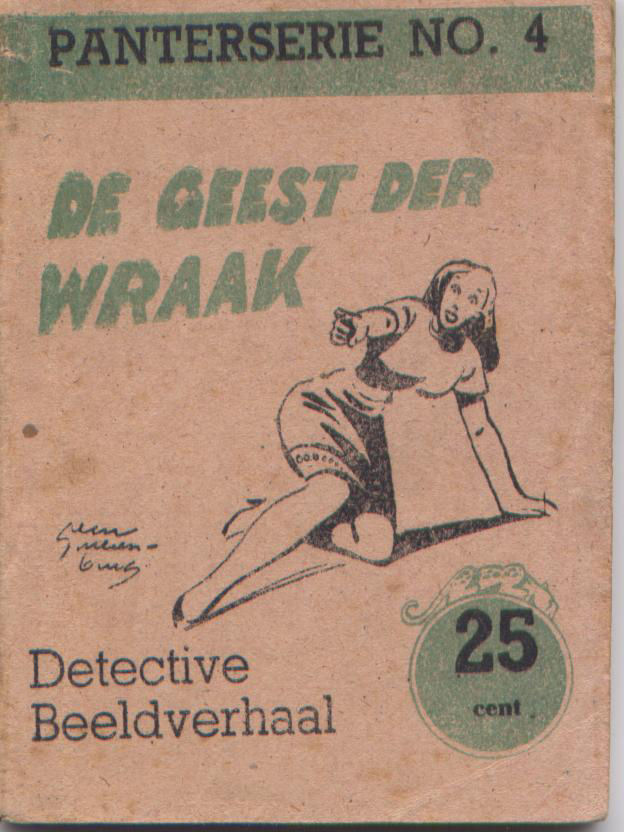 PANTERSERIE NO. 4
DE GEEST DER
WRAAK
25
cent
Detective
Beeldverhaal